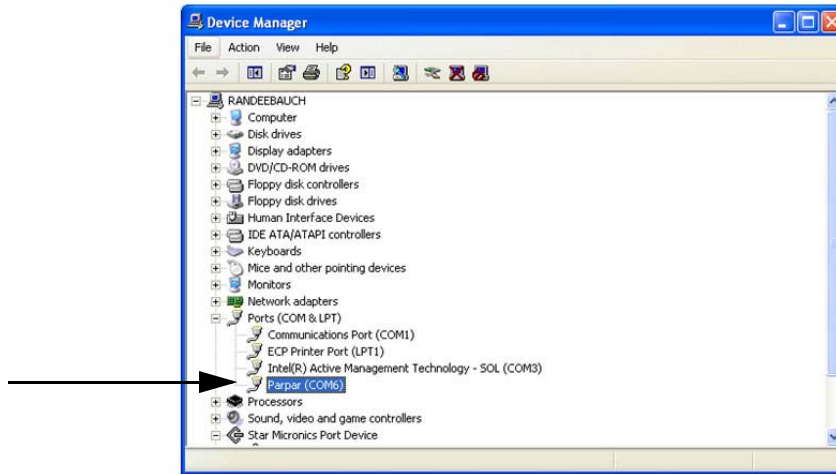 Device Manager
File Action View Help
RANDEEBAUCH
Computer
Disk drives
Display adapters
DVD/CD-ROM drives
Floppy disk controllers
Floppy disk drives
Human Interface Devices
IDE ATA/ATAPI controllers
Keyboards
Mice and other pointing devices
Monitors
Network adapters
Ports (COM & LPT)
Communications Port (COM1)
ECP Printer Port (LPT1)
Intel(R) Active Management Technology - SOL (COM3)
Parpar (COM6)
Processors
Sound, video and game controllers
Star Micronics Port Device